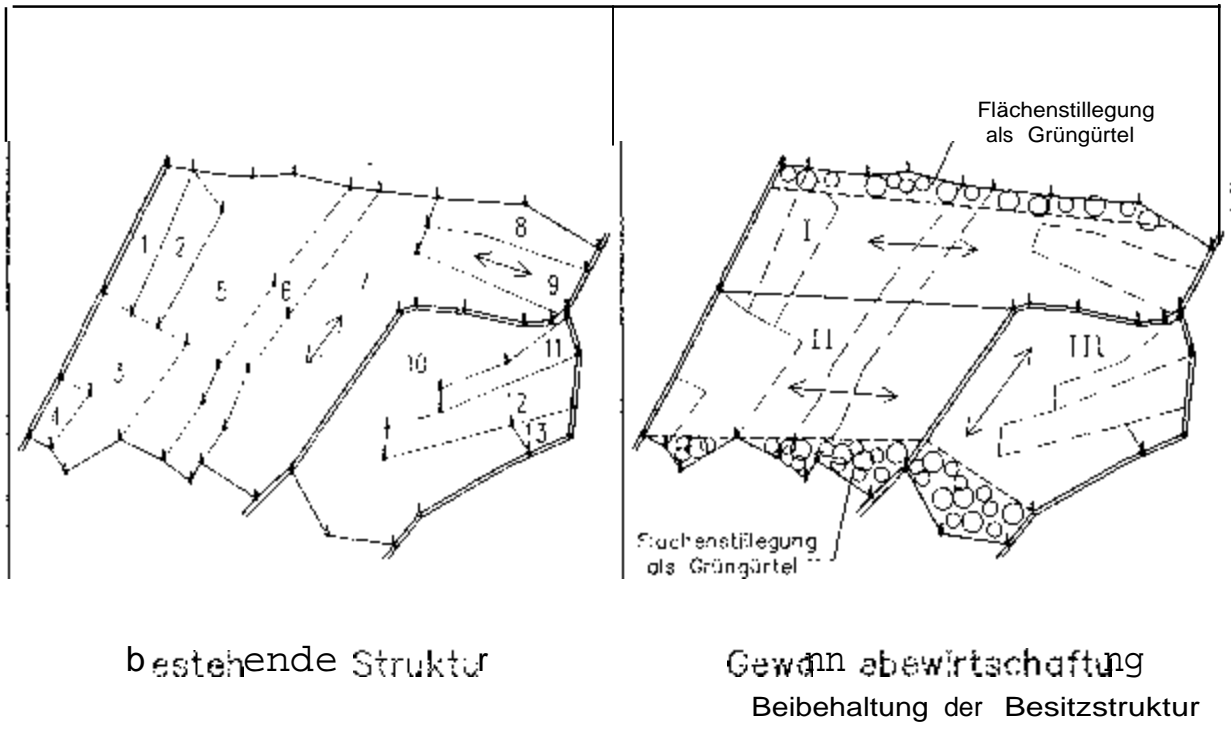 Flächenstillegung
als Grüngürtel
1
2
3
4
5
6
8
9
10
11
12
13
I
II
III
Flächenstillegung
als Grüngürtel
bestehende Struktur
Gewannebewirtschaftung
Beibehaltung der Besitzstruktur